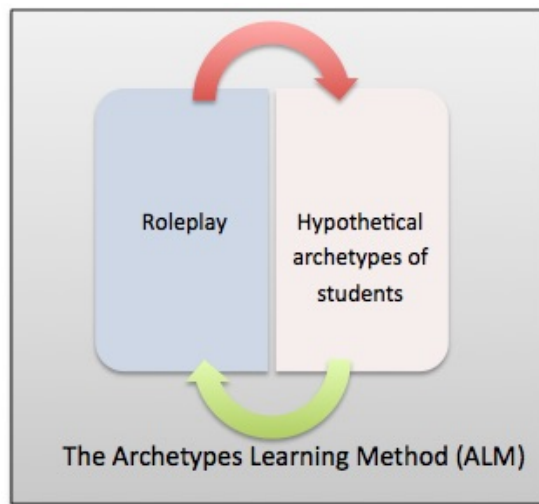 Roleplay
Hypothetical
archetypes of
students
The Archetypes Learning Method (ALM)